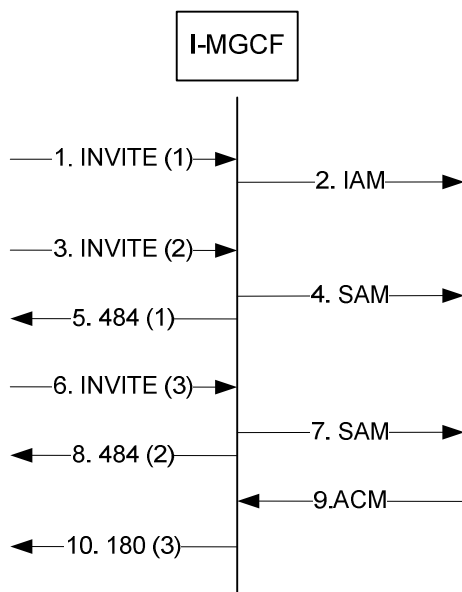 I-MGCF
1. INVITE (1)
2. IAM
3. INVITE (2)
4. SAM
5. 484 (1)
6. INVITE (3)
7. SAM
8. 484 (2)
9.ACM
10. 180 (3)